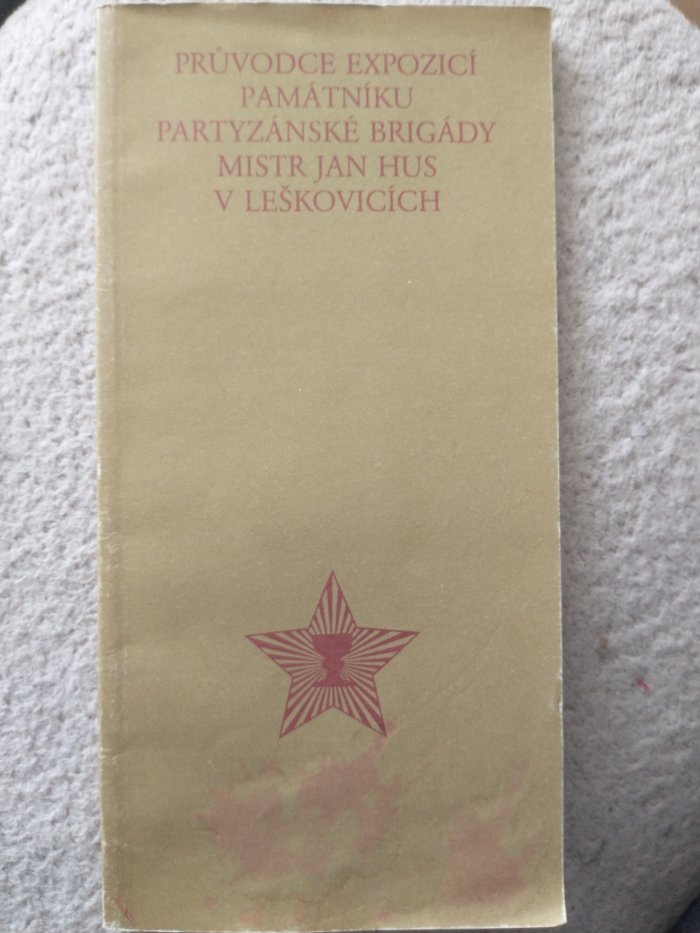 PRŮVODCE EXPOZICÍ
PAMÁTNÍKU
PARTYZÁNSKÉ BRIGÁDY
MISTR JAN HUS
V LEŠKOVICÍCH